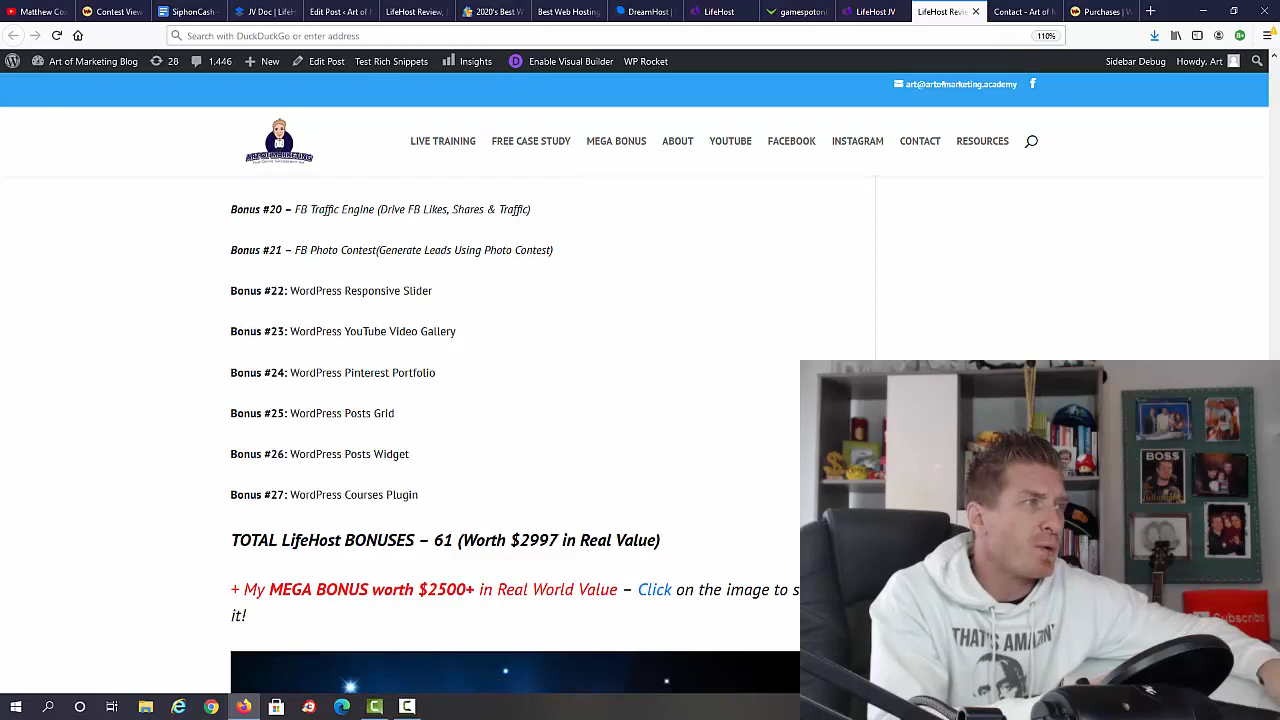 Matthew Co
Contest View
SiphonCash -
JV Doc | LifeH
Edit Post ‹ Art of M
LifeHost Review,
2020's Best W
Best Web Hosting
DreamHost |
LifeHost
gamespoton
LifeHost JV
LifeHost Revie
Contact - Art of M
Purchases | W
Search with DuckDuckGo or enter address
110%
Art of Marketing Blog
28
1,446
New
Edit Post
Test Rich Snippets
Insights
Enable Visual Builder
WP Rocket
Sidebar Debug
Howdy, Art
art@artofmarketing.academy
ART OF MARKETING
LIVE TRAINING
FREE CASE STUDY
MEGA BONUS
ABOUT
YOUTUBE
FACEBOOK
INSTAGRAM
CONTACT
RESOURCES
Bonus #20 – FB Traffic Engine (Drive FB Likes, Shares & Traffic)
Bonus #21 – FB Photo Contest(Generate Leads Using Photo Contest)
Bonus #22: WordPress Responsive Slider
Bonus #23: WordPress YouTube Video Gallery
Bonus #24: WordPress Pinterest Portfolio
Bonus #25: WordPress Posts Grid
Bonus #26: WordPress Posts Widget
Bonus #27: WordPress Courses Plugin
TOTAL LifeHost BONUSES – 61 (Worth $2997 in Real Value)
+ My MEGA BONUS worth $2500+ in Real World Value – Click on the image to s
it!
BOSS
Subscribe
THAT'S AMAZIN'